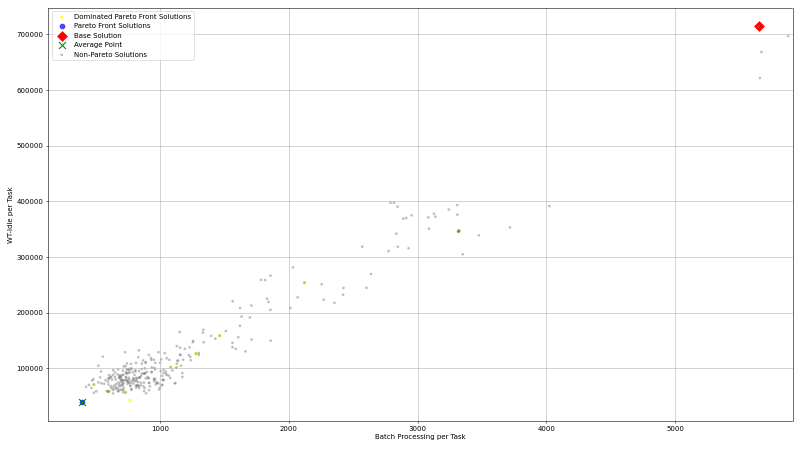 Dominated Pareto Front Solutions
Pareto Front Solutions
Base Solution
Average Point
Non-Pareto Solutions
700000
600000
500000
400000
300000
200000
100000
WT-Idle per Task
1000
2000
3000
4000
5000
Batch Processing per Task